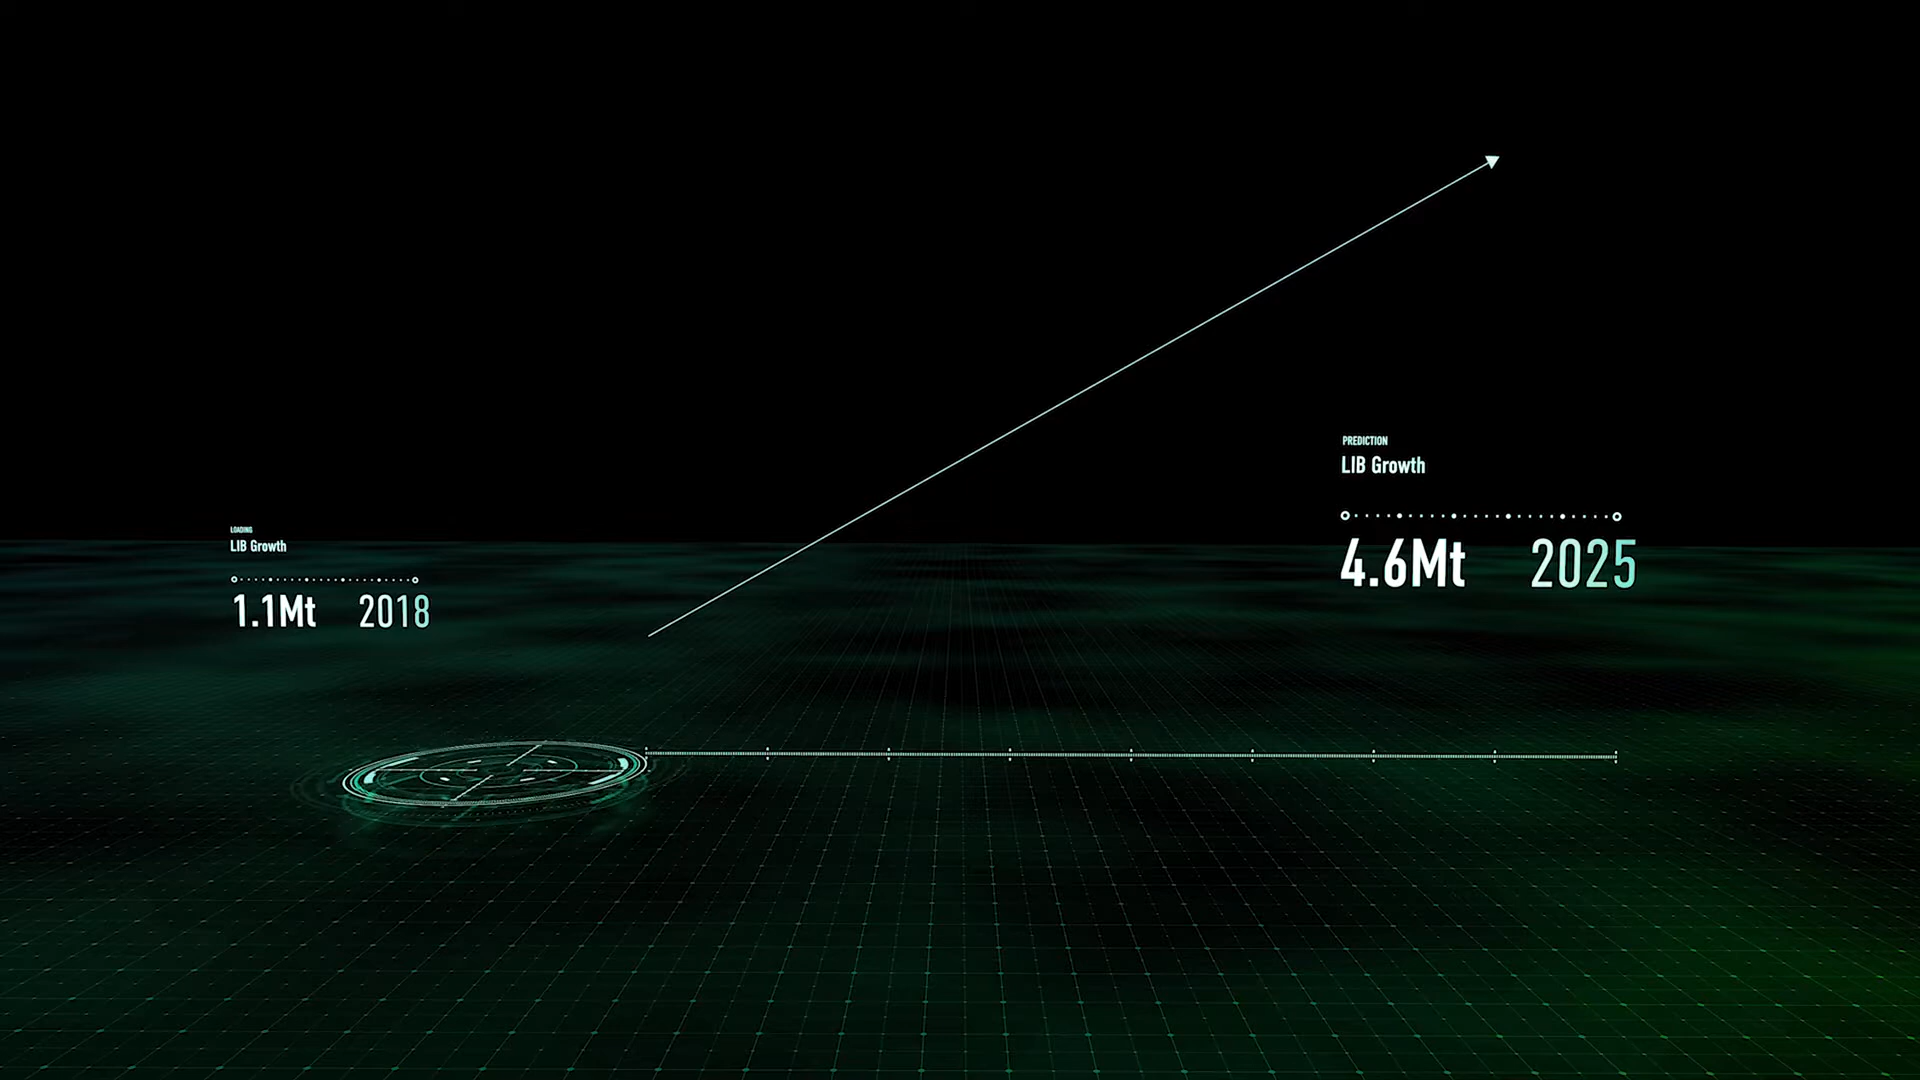 LOADING
LIB Growth
1.1Mt 2018
PREDICTION
LIB Growth
4.6Mt 2025